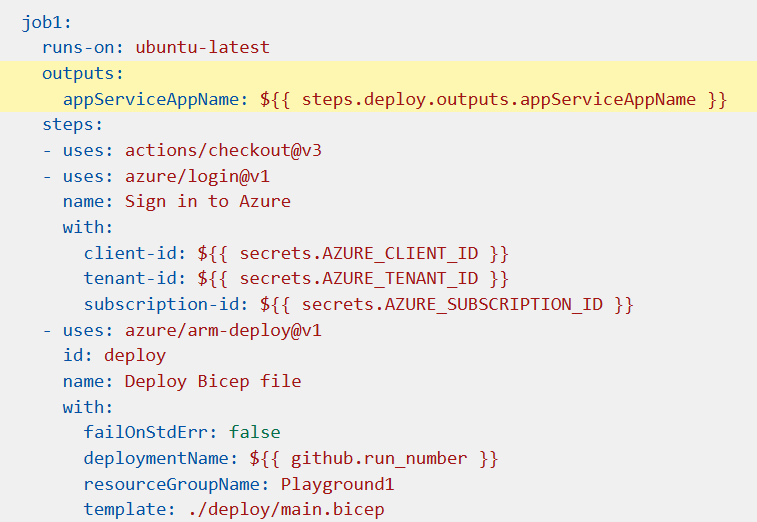 job1:
  runs-on: ubuntu-latest
  outputs:
    appServiceAppName: ${{ steps.deploy.outputs.appServiceAppName }}
  steps:
  - uses: actions/checkout@v3
  - uses: azure/login@v1
    name: Sign in to Azure
    with:
      client-id: ${{ secrets.AZURE_CLIENT_ID }}
      tenant-id: ${{ secrets.AZURE_TENANT_ID }}
      subscription-id: ${{ secrets.AZURE_SUBSCRIPTION_ID }}
  - uses: azure/arm-deploy@v1
    id: deploy
    name: Deploy Bicep file
    with:
      failOnStdErr: false
      deploymentName: ${{ github.run_number }}
      resourceGroupName: Playground1
      template: ./deploy/main.bicep